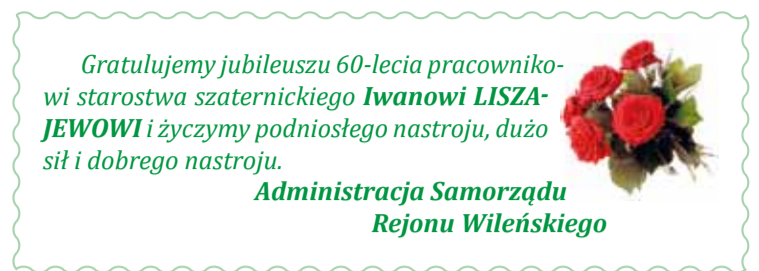 Gratulujemy jubileuszu 60-lecia pracowniko-
wi starostwa szaternickiego Iwanowi LISZA-
JEWOWI i życzymy podniosłego nastroju, dużo
sił i dobrego nastroju.
Administracja Samorządu
Rejonu Wileńskiego